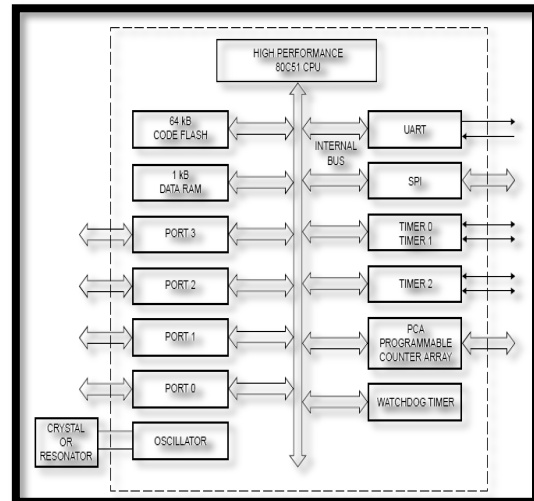 HIGH PERFORMANCE
80C51 CPU
64 kB
CODE FLASH
UART
INTERNAL
BUS
1 kB
DATA RAM
SPI
PORT 3
TIMER 0
TIMER 1
PORT 2
TIMER 2
PORT 1
PCA
PROGRAMMABLE
COUNTER ARRAY
PORT 0
WATCHDOG TIMER
CRYSTAL
OR
RESONATOR
OSCILLATOR